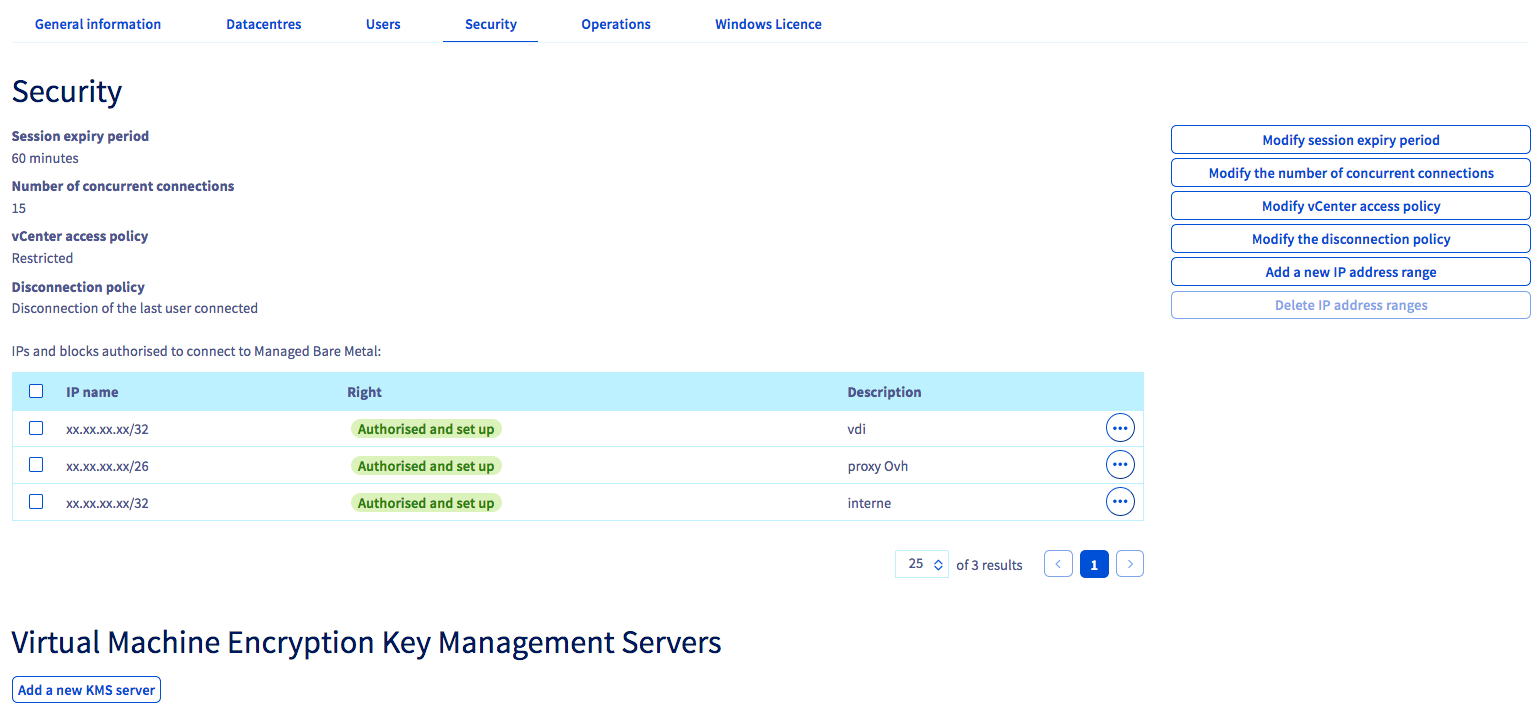 General information Datacentres Users Security Operations Windows Licence
Security
Session expiry period
60 minutes
Number of concurrent connections
15
vCenter access policy
Restricted
Disconnection policy
Disconnection of the last user connected
Modify session expiry period
Modify the number of concurrent connections
Modify vCenter access policy
Modify the disconnection policy
Add a new IP address range
Delete IP address ranges
IPs and blocks authorised to connect to Managed Bare Metal:
IP name Right Description
xx.xx.xx.xx/32 Authorised and set up vdi
xx.xx.xx.xx/26 Authorised and set up proxy Ovh
xx.xx.xx.xx/32 Authorised and set up interne
25 of 3 results 1
Virtual Machine Encryption Key Management Servers
Add a new KMS server